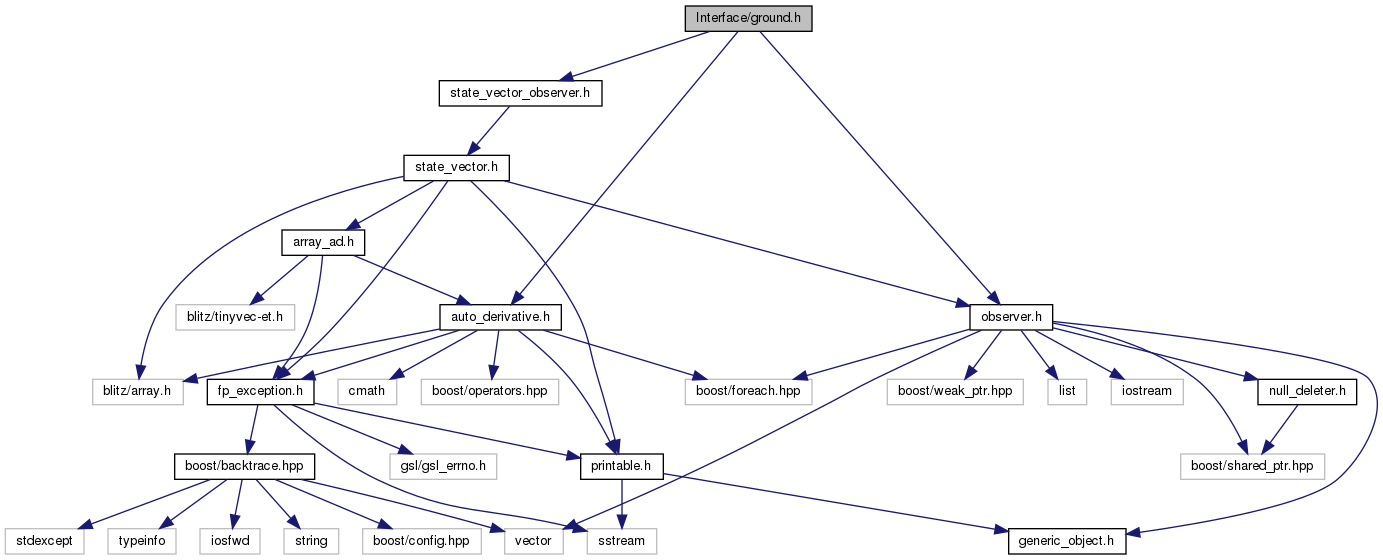 Interface/ground.h
state_vector_observer.h
state_vector.h
array_ad.h
blitz/tinyvec-et.h
auto_derivative.h
observer.h
blitz/array.h
fp_exception.h
cmath
boost/operators.hpp
boost/foreach.hpp
boost/weak_ptr.hpp
list
iostream
null_deleter.h
boost/backtrace.hpp
gsl/gsl_errno.h
printable.h
boost/shared_ptr.hpp
stdexcept
typeinfo
iosfwd
string
boost/config.hpp
vector
sstream
generic_object.h